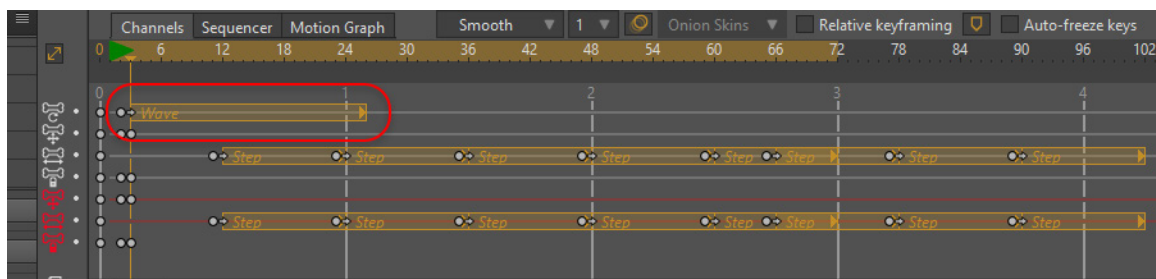 Channels Sequencer Motion Graph Smooth 1 Onion Skins Relative keyframing Auto-freeze keys
0 6 12 18 24 30 36 42 48 54 60 66 72 78 84 90 96 102
0 1 2 3 4
Wave
Step Step Step Step Step Step Step Step
Step Step Step Step Step Step Step Step